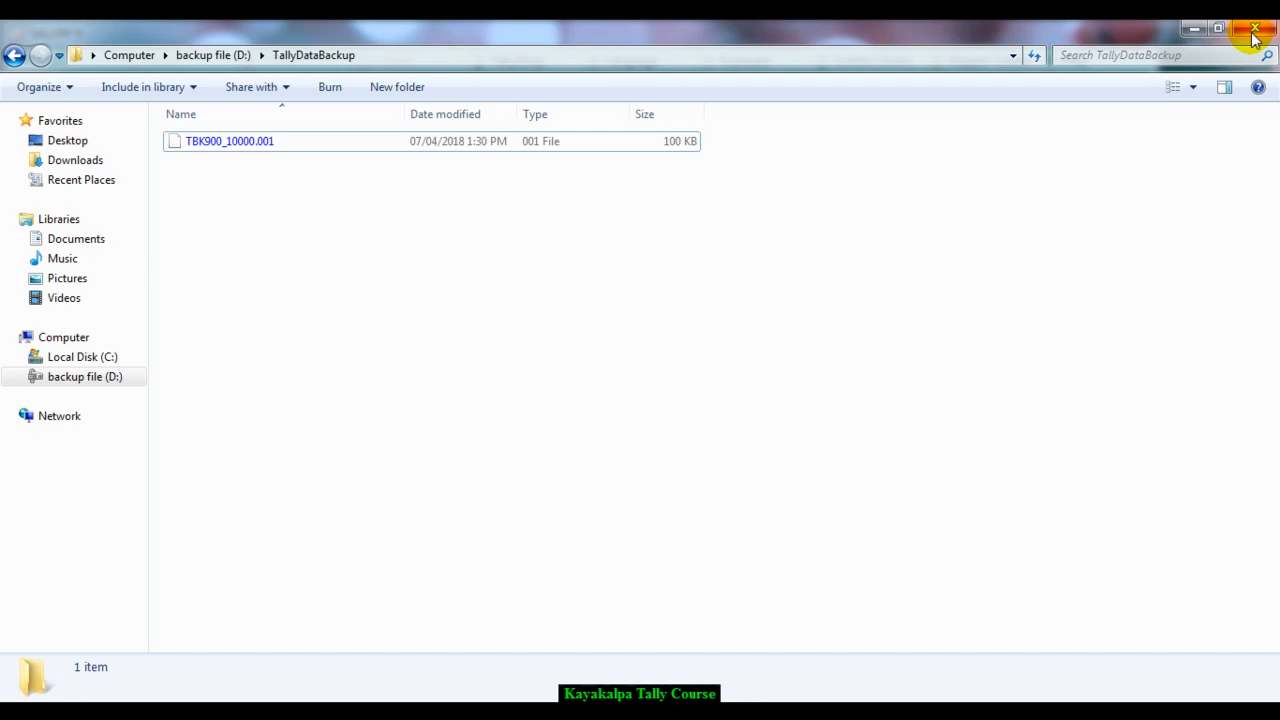 Computer backup file (D:) TallyDataBackup
Search TallyDataBackup
Organize Include in library Share with Burn New folder
Name Date modified Type Size
TBK900_10000.001 07/04/2018 1:30 PM 001 File 100 KB
Favorites
Desktop
Downloads
Recent Places
Libraries
Documents
Music
Pictures
Videos
Computer
Local Disk (C:)
backup file (D:)
Network
1 item
Kayakalpa Tally Course